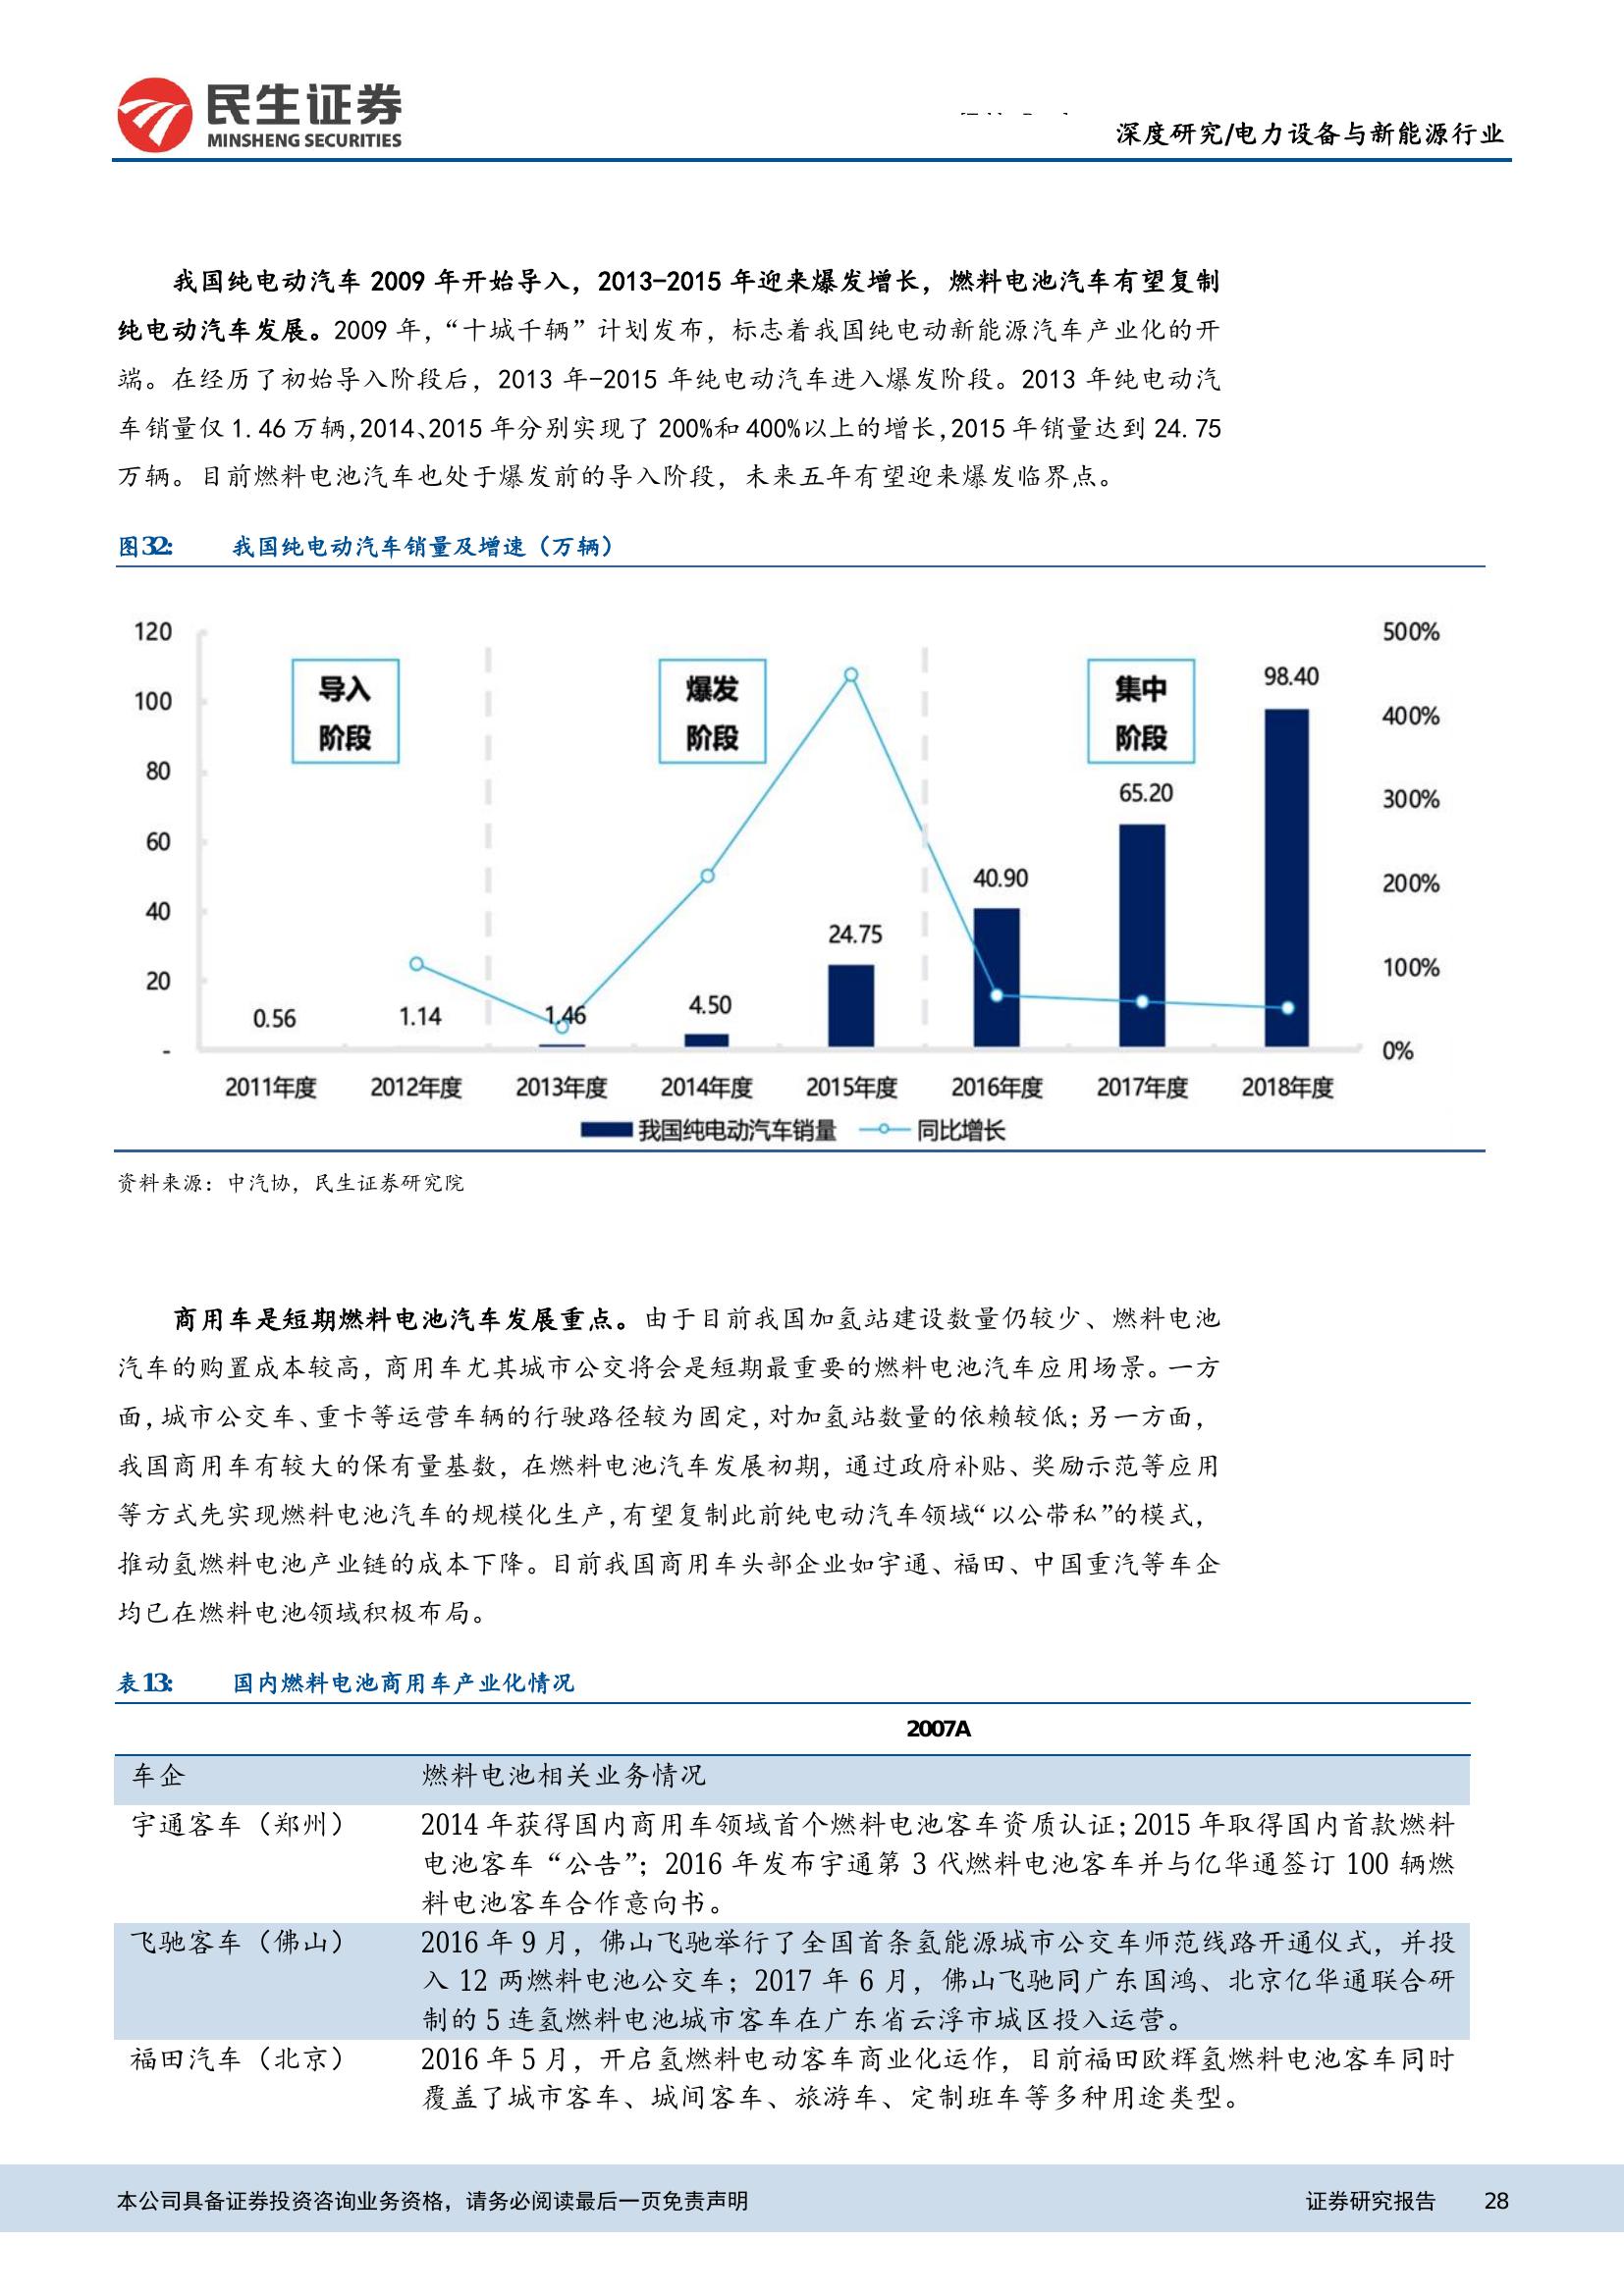 民生证券
MINSHENG SECURITIES
深度研究/电力设备与新能源行业
我国纯电动汽车 2009 年开始导入，2013-2015 年迎来爆发增长，燃料电池汽车有望复制
纯电动汽车发展。2009 年，“十城千辆”计划发布，标志着我国纯电动新能源汽车产业化的开
端。在经历了初始导入阶段后，2013 年-2015 年纯电动汽车进入爆发阶段。2013 年纯电动汽
车销量仅 1.46 万辆,2014、2015 年分别实现了 200%和 400%以上的增长,2015 年销量达到 24.75
万辆。目前燃料电池汽车也处于爆发前的导入阶段，未来五年有望迎来爆发临界点。
图32: 我国纯电动汽车销量及增速（万辆）
120
100
80
60
40
20
-
500%
400%
300%
200%
100%
0%
导入
阶段
爆发
阶段
集中
阶段
0.56
1.14
1.46
4.50
24.75
40.90
65.20
98.40
2011年度 2012年度 2013年度 2014年度 2015年度 2016年度 2017年度 2018年度
我国纯电动汽车销量 同比增长
资料来源：中汽协，民生证券研究院
商用车是短期燃料电池汽车发展重点。由于目前我国加氢站建设数量仍较少、燃料电池
汽车的购置成本较高，商用车尤其城市公交将会是短期最重要的燃料电池汽车应用场景。一方
面，城市公交车、重卡等运营车辆的行驶路径较为固定，对加氢站数量的依赖较低；另一方面，
我国商用车有较大的保有量基数，在燃料电池汽车发展初期，通过政府补贴、奖励示范等应用
等方式先实现燃料电池汽车的规模化生产，有望复制此前纯电动汽车领域“以公带私”的模式，
推动氢燃料电池产业链的成本下降。目前我国商用车头部企业如宇通、福田、中国重汽等车企
均已在燃料电池领域积极布局。
表13: 国内燃料电池商用车产业化情况
2007A
车企 燃料电池相关业务情况
宇通客车（郑州） 2014 年获得国内商用车领域首个燃料电池客车资质认证；2015 年取得国内首款燃料
电池客车“公告”；2016 年发布宇通第 3 代燃料电池客车并与亿华通签订 100 辆燃
料电池客车合作意向书。
飞驰客车（佛山） 2016 年 9 月，佛山飞驰举行了全国首条氢能源城市公交车师范线路开通仪式，并投
入 12 两燃料电池公交车；2017 年 6 月，佛山飞驰同广东国鸿、北京亿华通联合研
制的 5 连氢燃料电池城市客车在广东省云浮市城区投入运营。
福田汽车（北京） 2016 年 5 月，开启氢燃料电动客车商业化运作，目前福田欧辉氢燃料电池客车同时
覆盖了城市客车、城间客车、旅游车、定制班车等多种用途类型。
本公司具备证券投资咨询业务资格，请务必阅读最后一页免责声明 证券研究报告 28